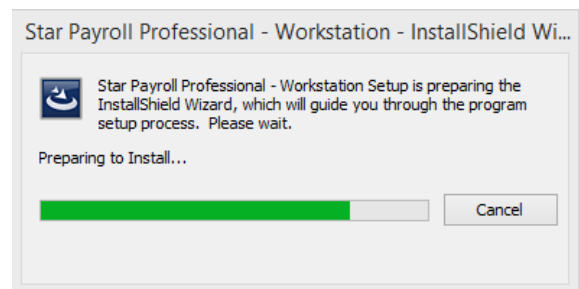 Star Payroll Professional - Workstation - InstallShield Wi...
Star Payroll Professional - Workstation Setup is preparing the
InstallShield Wizard, which will guide you through the program
setup process.  Please wait.
Preparing to Install...
Cancel